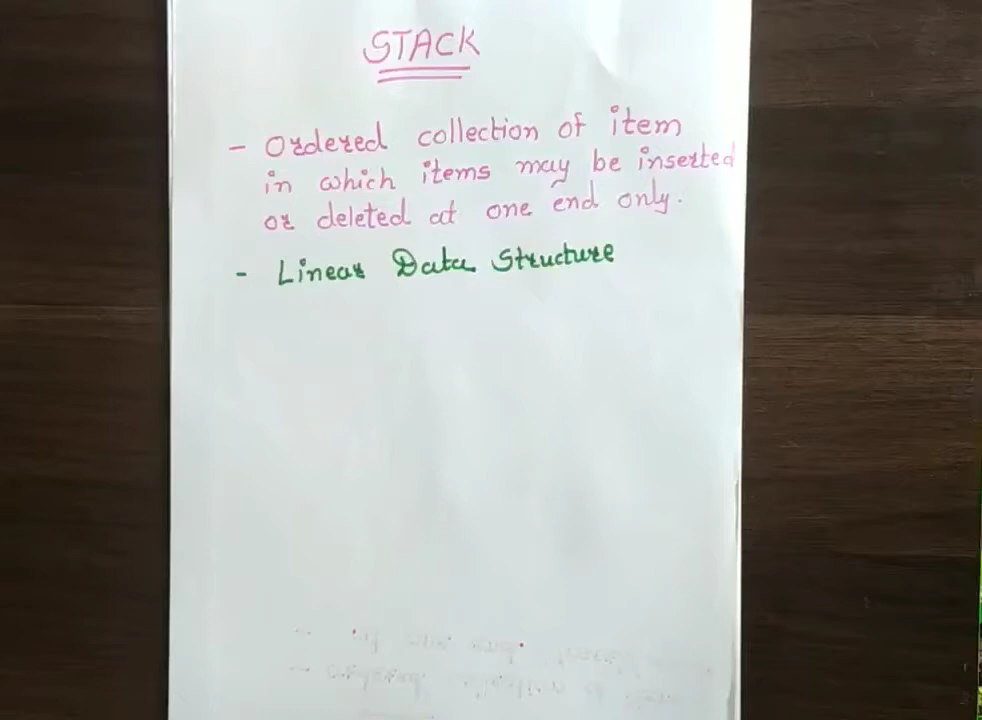 STACK
- Ordered collection of item
in which items may be inserted
or deleted at one end only.
- Linear Data Structure